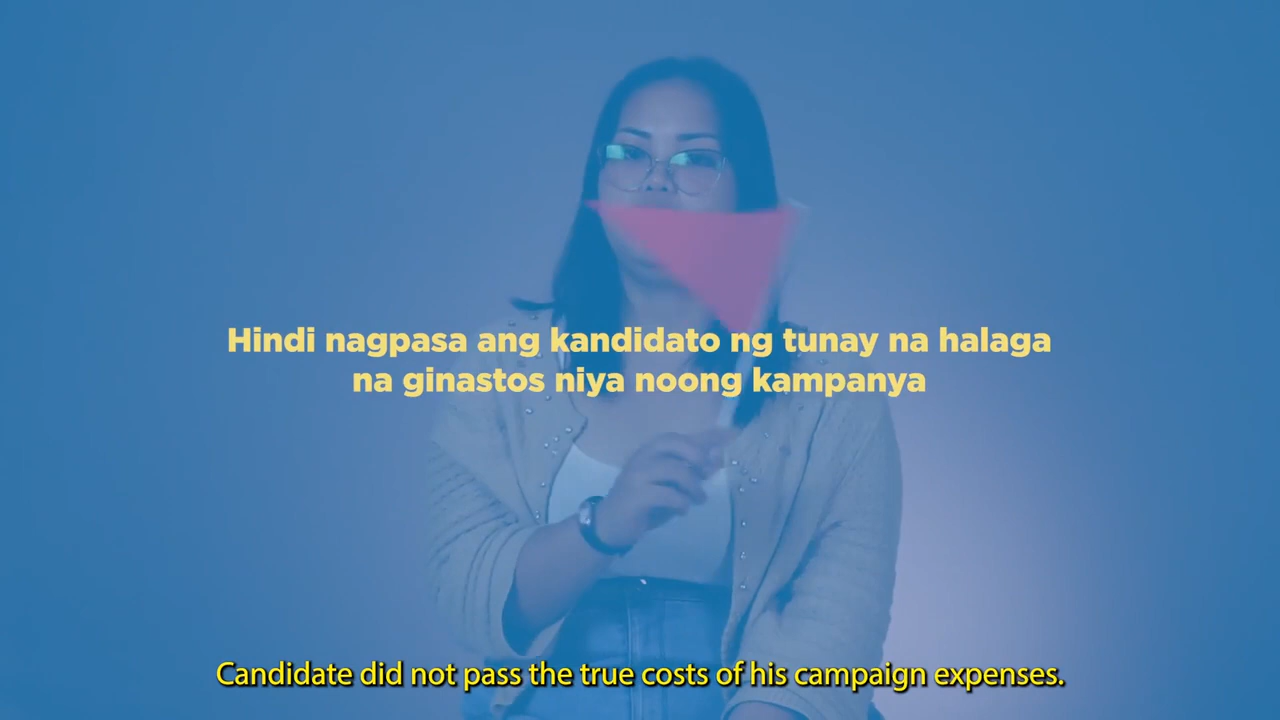 Hindi nagpasa ang kandidato ng tunay na halaga
na ginastos niya noong kampanya
Candidate did not pass the true costs of his campaign expenses.